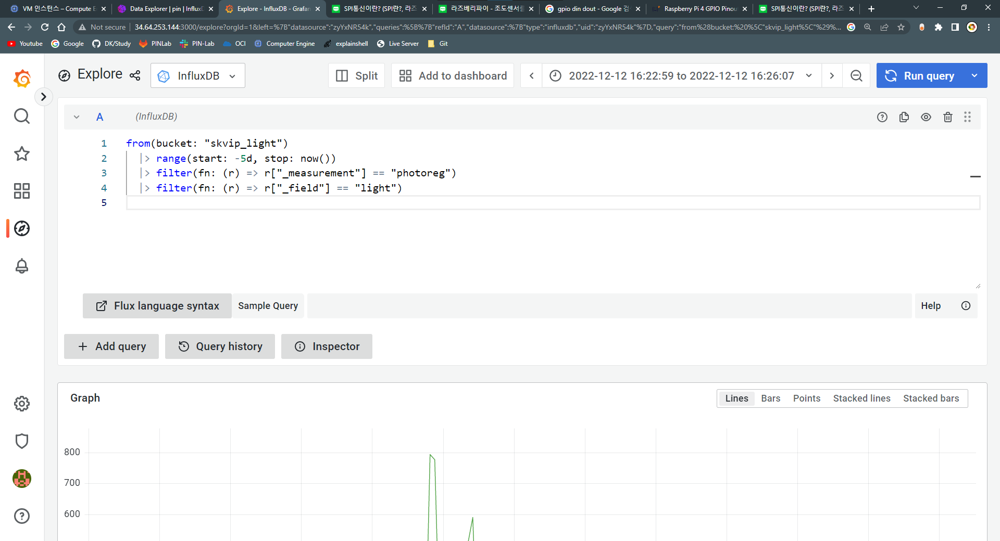 VM 인스턴스 – Compute E
Data Explorer | pin | InfluxD
Explore - InfluxDB - Grafan
SPI통신이란? (SPI란?, 라즈
라즈베리파이 - 조도센서를
gpio din dout - Google 검
Raspberry Pi 4 GPIO Pinou
SPI통신이란? (SPI란?, 라즈
Not secure
34.64.253.144:3000/explore?orgId=1&left=%7B"datasource":"zyYxNR54k","queries":%5B%7B"refId":"A","datasource":%7B"type":"influxdb","uid":"zyYxNR54k"%7D,"query":"from%28bucket:%20%5C"skvip_light%5C"%29%...
Youtube
Google
DK/Study
PINLab
PIN-Lab
OCI
Computer Engine
explainshell
Live Server
Git
Explore
InfluxDB
Split
Add to dashboard
2022-12-12 16:22:59 to 2022-12-12 16:26:07
Run query
A
(InfluxDB)
1 from(bucket: "skvip_light")
2 |> range(start: -5d, stop: now())
3 |> filter(fn: (r) => r["_measurement"] == "photoreg")
4 |> filter(fn: (r) => r["_field"] == "light")
5
Flux language syntax
Sample Query
Help
Add query
Query history
Inspector
Graph
Lines
Bars
Points
Stacked lines
Stacked bars
800
700
600